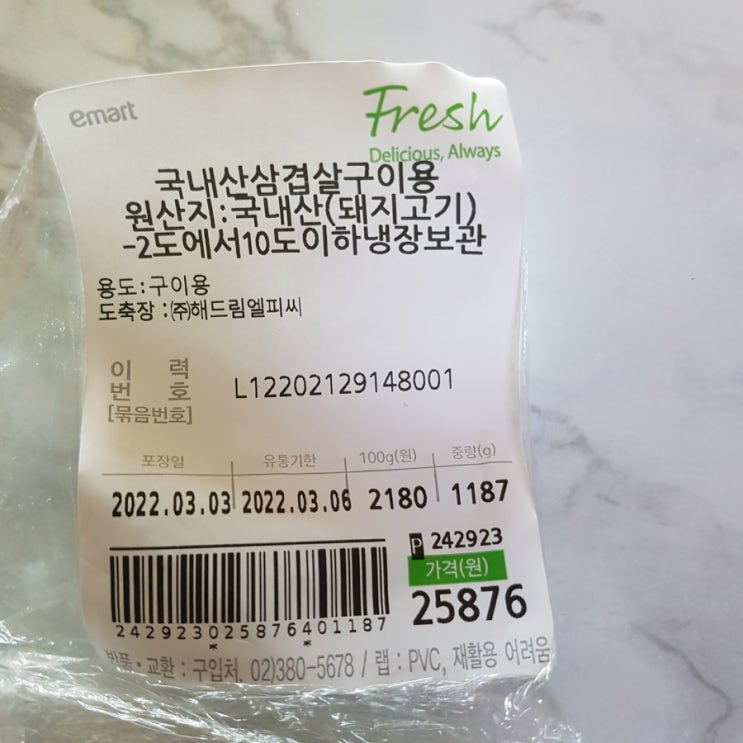 emart
Fresh
Delicious, Always
국내산삼겹살구이용
원산지:국내산(돼지고기)
-2도에서10도이하냉장보관
용도:구이용
도축장 :㈜해드림엘피씨
이 력
번 호
[묶음번호]
L12202129148001
포장일 유통기한 100g(원) 중량(g)
2022.03.03 2022.03.06 2180 1187
P 242923
가격(원)
25876
242923025876401187
* *
반품·교환 : 구입처. 02)380-5678 / 랩 : PVC, 재활용 어려움